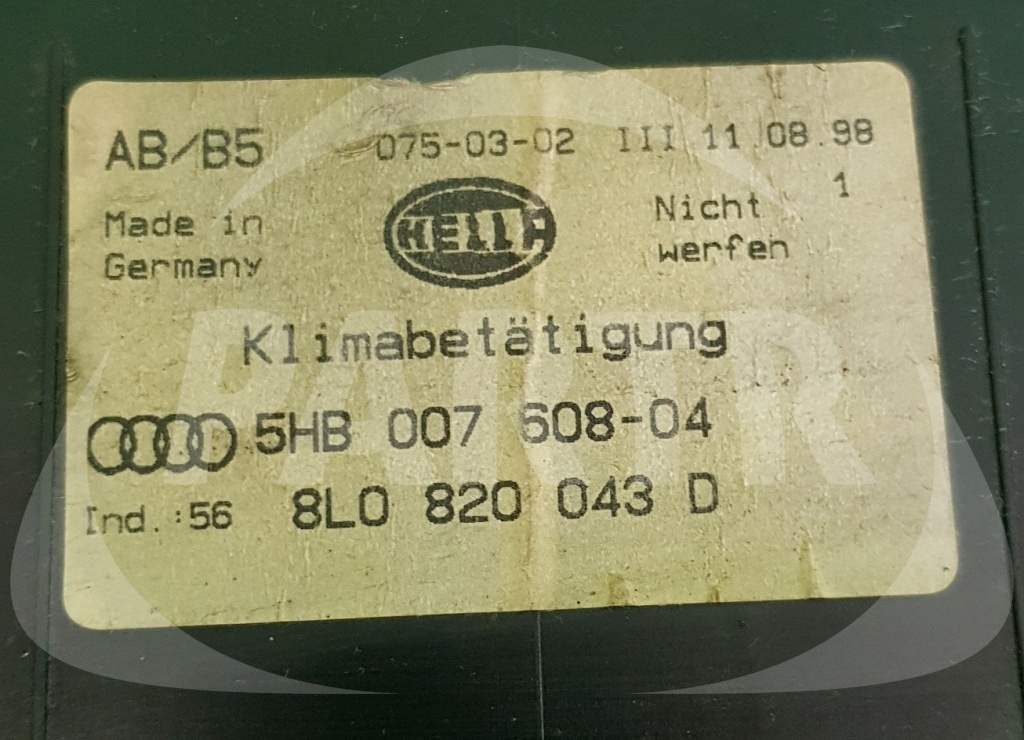 AB/B5 075-03-02 III 11 08.98
1
Made in
Germany
HELLA
Nicht
werfen
Klimabetätigung
5HB 007 608-04
Ind.:56 8L0 820 043 D
PARTR